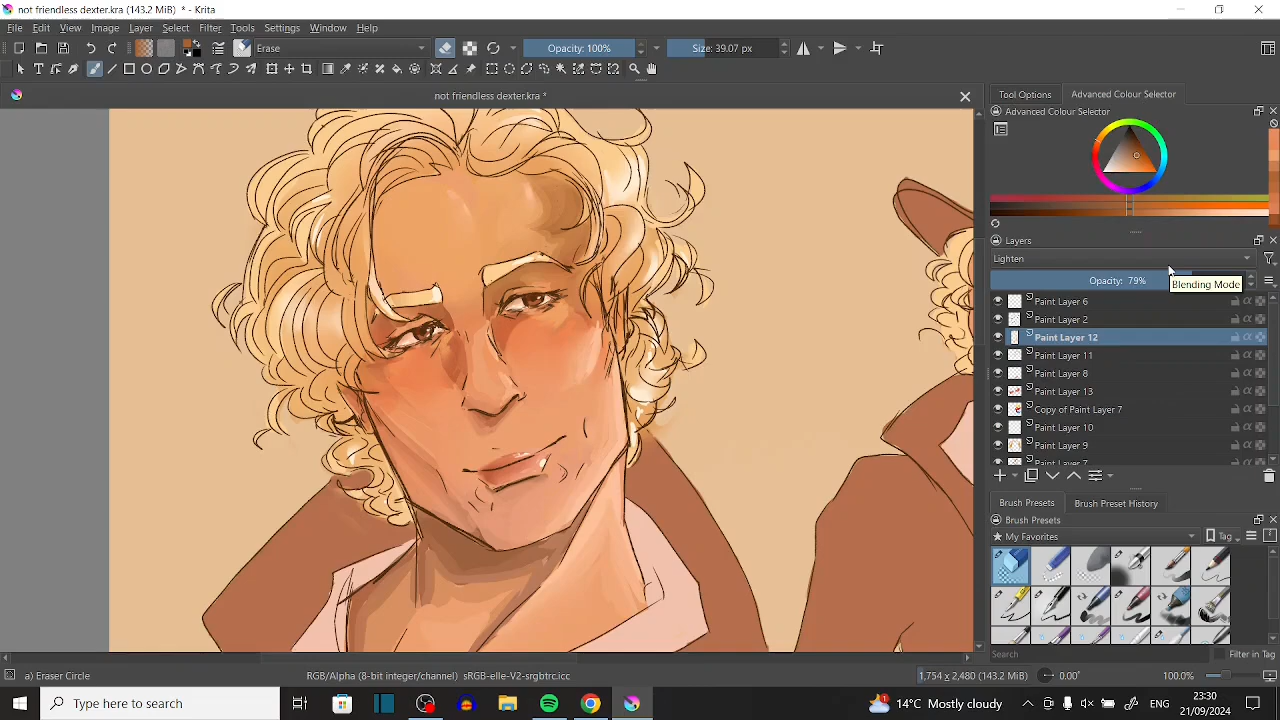 not friendless dexter.kra (143.2 MiB) * - Krita
File Edit View Image Layer Select Filter Tools Settings Window Help
Erase Opacity: 100% Size: 39.07 px
not friendless dexter.kra *
Tool Options Advanced Colour Selector
Advanced Colour Selector
Layers
Lighten
Opacity: 79%
Blending Mode
Paint Layer 6
Paint Layer 2
Paint Layer 12
Paint Layer 11
Paint Layer 8
Paint Layer 13
Copy of Paint Layer 7
Paint Layer 10
Paint Layer 9
Paint Layer 7
Brush Presets Brush Preset History
Brush Presets
★ My Favorites Tag
Search Filter in Tag
a) Eraser Circle RGB/Alpha (8-bit integer/channel) sRGB-elle-V2-srgbtrc.icc 1,754 x 2,480 (143.2 MiB) 0.00° 100.0%
Type here to search 1 14°C Mostly cloudy ENG 23:30
21/09/2024